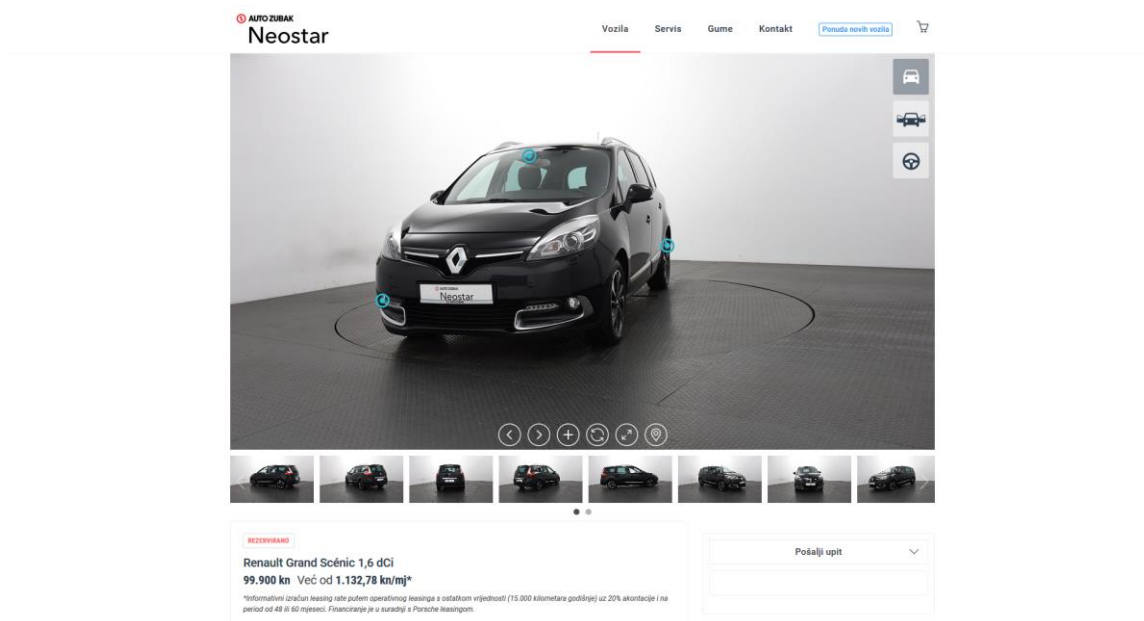 AUTO ZUBAK
Neostar
Vozila Servis Gume Kontakt Ponuda novih vozila
AUTO ZUBAK
Neostar
REZERVIRANO
Renault Grand Scénic 1,6 dCi
99.900 kn Već od 1.132,78 kn/mj*
*Informativni izračun leasing rate putem operativnog leasinga s ostatkom vrijednosti (15.000 kilometara godišnje) uz 20% akontacije i na
period od 48 ili 60 mjeseci. Financiranje je u suradnji s Porsche leasingom.
Pošalji upit